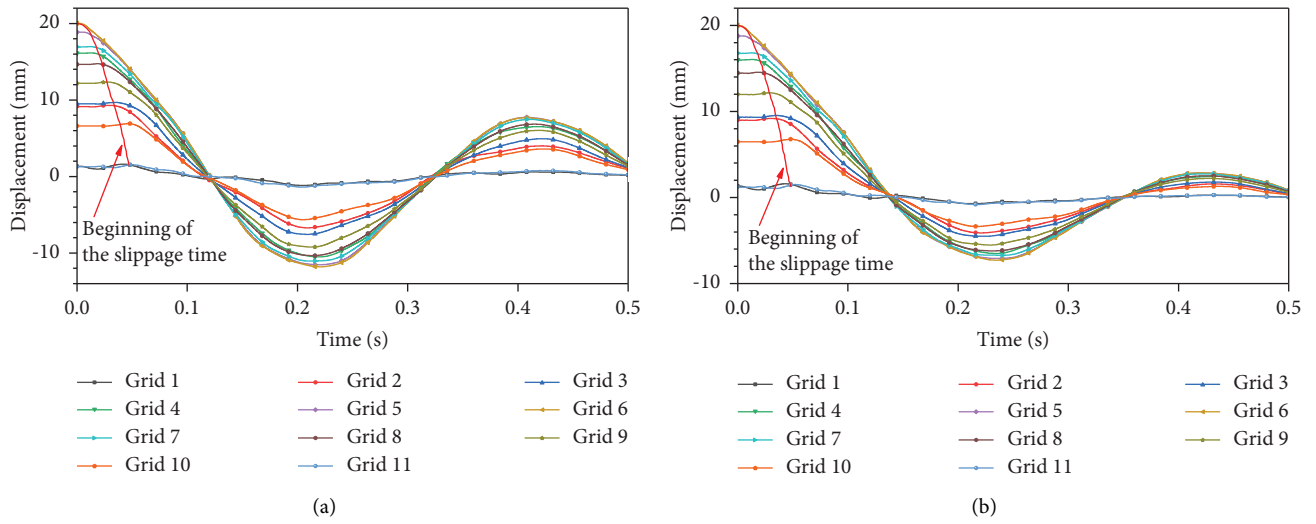 20
10
0
-10
Displacement (mm)
Beginning of
the slippage time
0.0 0.1 0.2 0.3 0.4 0.5
Time (s)
Grid 1 Grid 2 Grid 3
Grid 4 Grid 5 Grid 6
Grid 7 Grid 8 Grid 9
Grid 10 Grid 11
(a)
20
10
0
-10
Displacement (mm)
Beginning of
the slippage time
0.0 0.1 0.2 0.3 0.4 0.5
Time (s)
Grid 1 Grid 2 Grid 3
Grid 4 Grid 5 Grid 6
Grid 7 Grid 8 Grid 9
Grid 10 Grid 11
(b)